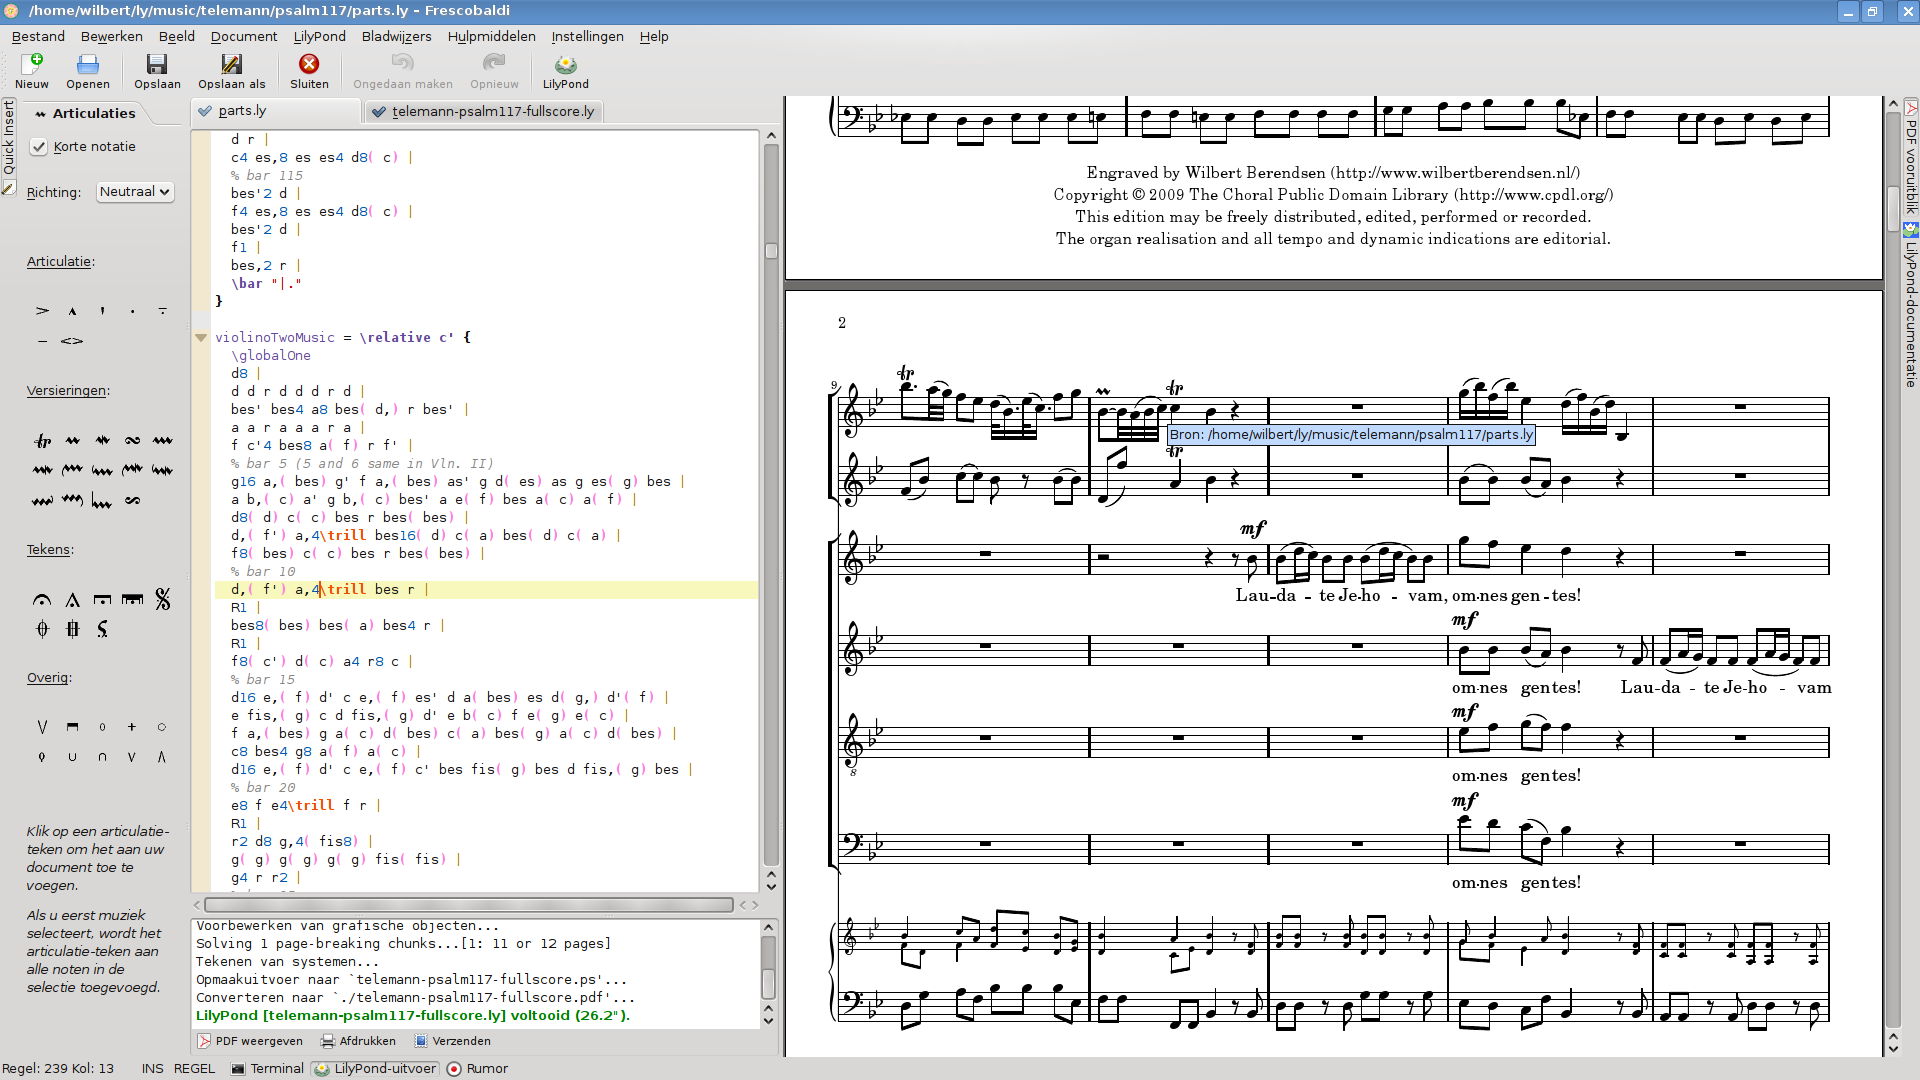 /home/wilbert/ly/music/telemann/psalm117/parts.ly – Frescobaldi
Bestand Bewerken Beeld Document LilyPond Bladwijzers Hulpmiddelen Instellingen Help
Nieuw Openen Opslaan Opslaan als Sluiten Ongedaan maken Opnieuw LilyPond
Quick Insert
Articulaties
Korte notatie
Richting: Neutraal
Articulatie:
Versieringen:
Tekens:
Overig:
Klik op een articulatie-
teken om het aan uw
document toe te
voegen.
Als u eerst muziek
selecteert, wordt het
articulatie-teken aan
alle noten in de
selectie toegevoegd.
parts.ly telemann-psalm117-fullscore.ly
d r |
c4 es,8 es es4 d8( c) |
% bar 115
bes'2 d |
f4 es,8 es es4 d8( c) |
bes'2 d |
f1 |
bes,2 r |
\bar "|."
}
violinoTwoMusic = \relative c' {
\globalOne
d8 |
d d r d d d r d |
bes' bes4 a8 bes( d,) r bes' |
a a r a a a r a |
f c'4 bes8 a( f) r f' |
% bar 5 (5 and 6 same in Vln. II)
g16 a,( bes) g' f a,( bes) as' g d( es) as g es( g) bes |
a b,( c) a' g b,( c) bes' a e( f) bes a( c) a( f) |
d8( d) c( c) bes r bes( bes) |
d,( f') a,4\trill bes16( d) c( a) bes( d) c( a) |
f8( bes) c( c) bes r bes( bes) |
% bar 10
d,( f') a,4\trill bes r |
R1 |
bes8( bes) bes( a) bes4 r |
R1 |
f8( c') d( c) a4 r8 c |
% bar 15
d16 e,( f) d' c e,( f) es' d a( bes) es d( g,) d'( f) |
e fis,( g) c d fis,( g) d' e b( c) f e( g) e( c) |
f a,( bes) g a( c) d( bes) c( a) bes( g) a( c) d( bes) |
c8 bes4 g8 a( f) a( c) |
d16 e,( f) d' c e,( f) c' bes fis( g) bes d fis,( g) bes |
% bar 20
e8 f e4\trill f r |
R1 |
r2 d8 g,4( fis8) |
g( g) g( g) g( g) fis( fis) |
g4 r r2 |
Voorbewerken van grafische objecten...
Solving 1 page-breaking chunks...[1: 11 or 12 pages]
Tekenen van systemen...
Opmaakuitvoer naar `telemann-psalm117-fullscore.ps'...
Converteren naar `./telemann-psalm117-fullscore.pdf'...
LilyPond [telemann-psalm117-fullscore.ly] voltooid (26.2").
PDF weergeven Afdrukken Verzenden
Engraved by Wilbert Berendsen (http://www.wilbertberendsen.nl/)
Copyright © 2009 The Choral Public Domain Library (http://www.cpdl.org/)
This edition may be freely distributed, edited, performed or recorded.
The organ realisation and all tempo and dynamic indications are editorial.
2
9
tr tr
Bron: /home/wilbert/ly/music/telemann/psalm117/parts.ly
tr
mf
Lau-da - te Je-ho - vam, om-nes gen-tes!
mf
om-nes gentes! Lau-da - te Je-ho - vam
mf
8
om-nes gentes!
mf
om-nes gentes!
PDF vooruitblik
LilyPond-documentatie
Regel: 239 Kol: 13 INS REGEL Terminal LilyPond-uitvoer Rumor